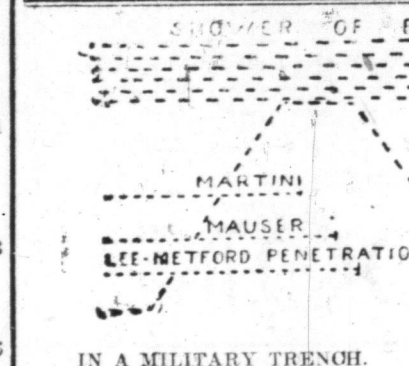 SHOWER OF B
MARTINI
MAUSER
LEE-METFORD PENETRATIO
IN A MILITARY TRENCH.